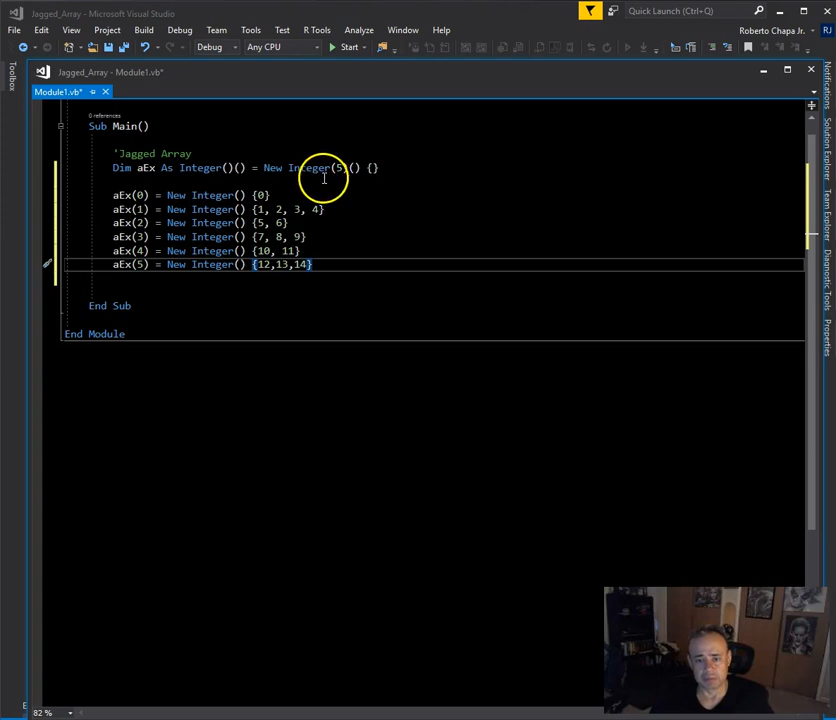 Jagged_Array - Microsoft Visual Studio
Quick Launch (Ctrl+Q)
File Edit View Project Build Debug Team Tools Test R Tools Analyze Window Help
Roberto Chapa Jr. RJ
Debug Any CPU Start
Jagged_Array - Module1.vb*
Module1.vb*
Toolbox
Notifications
Solution Explorer
Team Explorer
Diagnostic Tools
Properties
0 references
Sub Main()
'Jagged Array
Dim aEx As Integer()() = New Integer(5)() {}
aEx(0) = New Integer() {0}
aEx(1) = New Integer() {1, 2, 3, 4}
aEx(2) = New Integer() {5, 6}
aEx(3) = New Integer() {7, 8, 9}
aEx(4) = New Integer() {10, 11}
aEx(5) = New Integer() {12,13,14}
End Sub
End Module
82 %